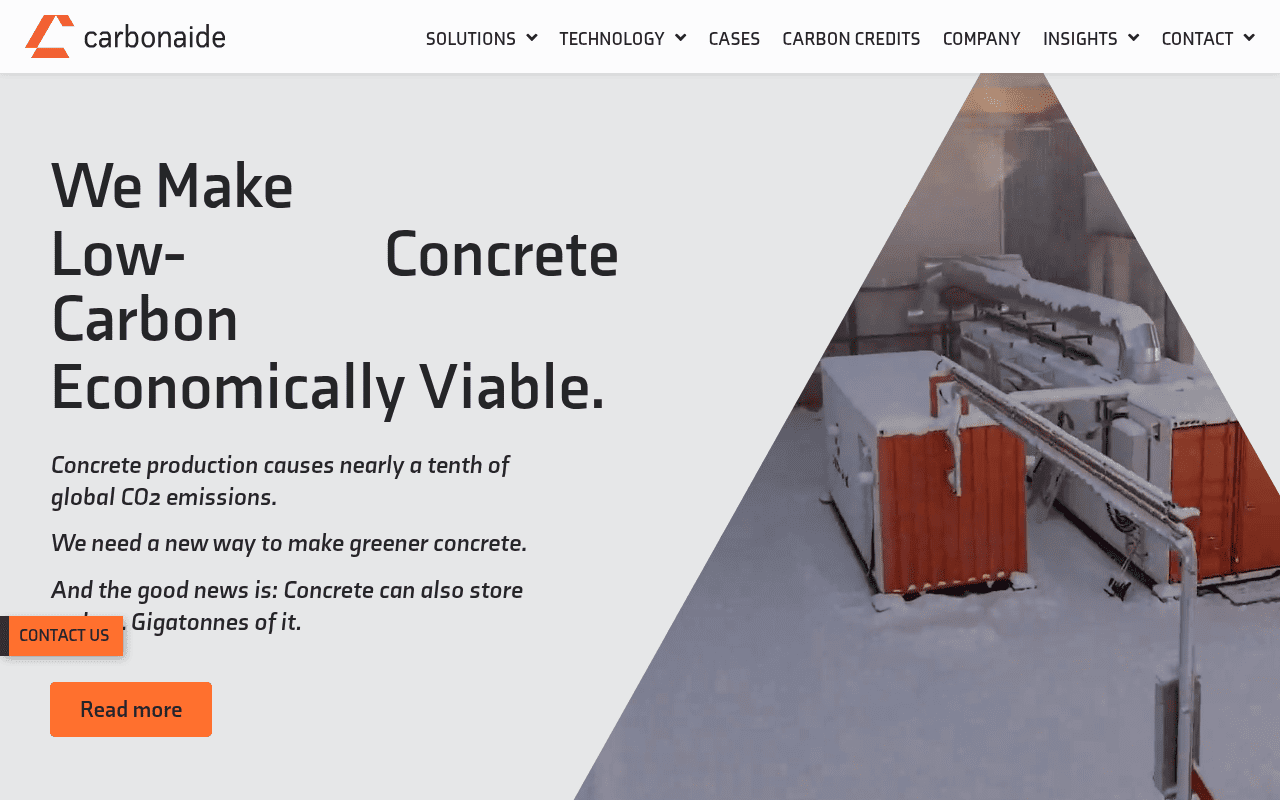 carbonaide
SOLUTIONS
TECHNOLOGY
CASES
CARBON CREDITS
COMPANY
INSIGHTS
CONTACT
We Make
Low- Concrete
Carbon
Economically Viable.
Concrete production causes nearly a tenth of
global CO2 emissions.
We need a new way to make greener concrete.
And the good news is: Concrete can also store
. Gigatonnes of it.
CONTACT US
Read more